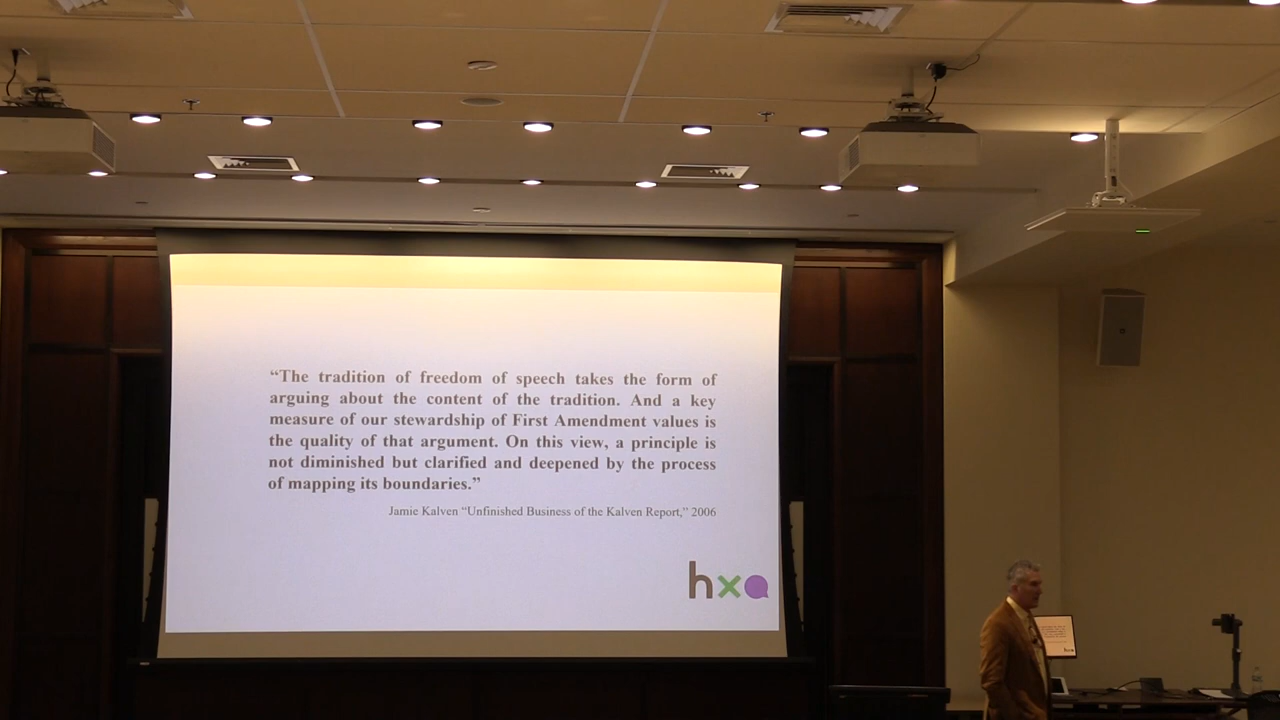 “The tradition of freedom of speech takes the form of
arguing about the content of the tradition. And a key
measure of our stewardship of First Amendment values is
the quality of that argument. On this view, a principle is
not diminished but clarified and deepened by the process
of mapping its boundaries.”
Jamie Kalven “Unfinished Business of the Kalven Report,” 2006
hxa